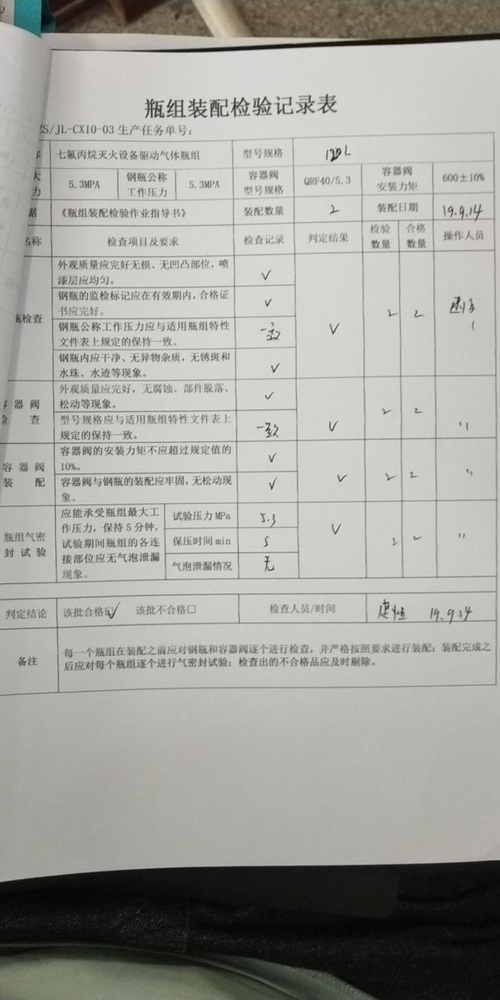 瓶组装配检验记录表
ZS/JL-CX10-03 生产任务单号:
称 七氟丙烷灭火设备驱动气体瓶组 型号规格 120L
大 力 5.3MPA 钢瓶公称工作压力 5.3MPA 容器阀型号规格 QRF40/5.3 容器阀安装力矩 600±10%
据 《瓶组装配检验作业指导书》 装配数量 2 装配日期 19.9.14
名称 检查项目及要求 检查记录 判定结果 检验数量 合格数量 操作人员
瓶检查
外观质量应完好无损、无凹凸部位，喷
漆层应均匀。 √
钢瓶的监检标记应在有效期内，合格证
书应完好。 √
钢瓶公称工作压力应与适用瓶组特性
文件表上规定的保持一致。 一致 √ 2 2
钢瓶内应干净、无异物杂质，无锈斑和
水珠、水迹等现象。 √
容器阀检查
外观质量应完好，无腐蚀、部件脱落、
松动等现象。 √
型号规格应与适用瓶组特性文件表上
规定的保持一致。 一致 √ 2 2 〃
容器阀装配
容器阀的安装力矩不应超过规定值的
10%。 √
容器阀与钢瓶的装配应牢固，无松动现
象。 √ √ 2 2 〃
瓶组气密封试验
应能承受瓶组最大工
作压力，保持5分钟，
试验期间瓶组的各连
接部位应无气泡泄漏
现象。
试验压力 MPa 5.3 √
保压时间 min 5 2 2 〃
气泡泄漏情况 无
判定结论 该批合格☑ 该批不合格□ 检查人员/时间 19.9.14
备注
每一个瓶组在装配之前应对钢瓶和容器阀逐个进行检查，并严格按照要求进行装配；装配完成之
后应对每个瓶组逐个进行气密封试验；检查出的不合格品应及时剔除。